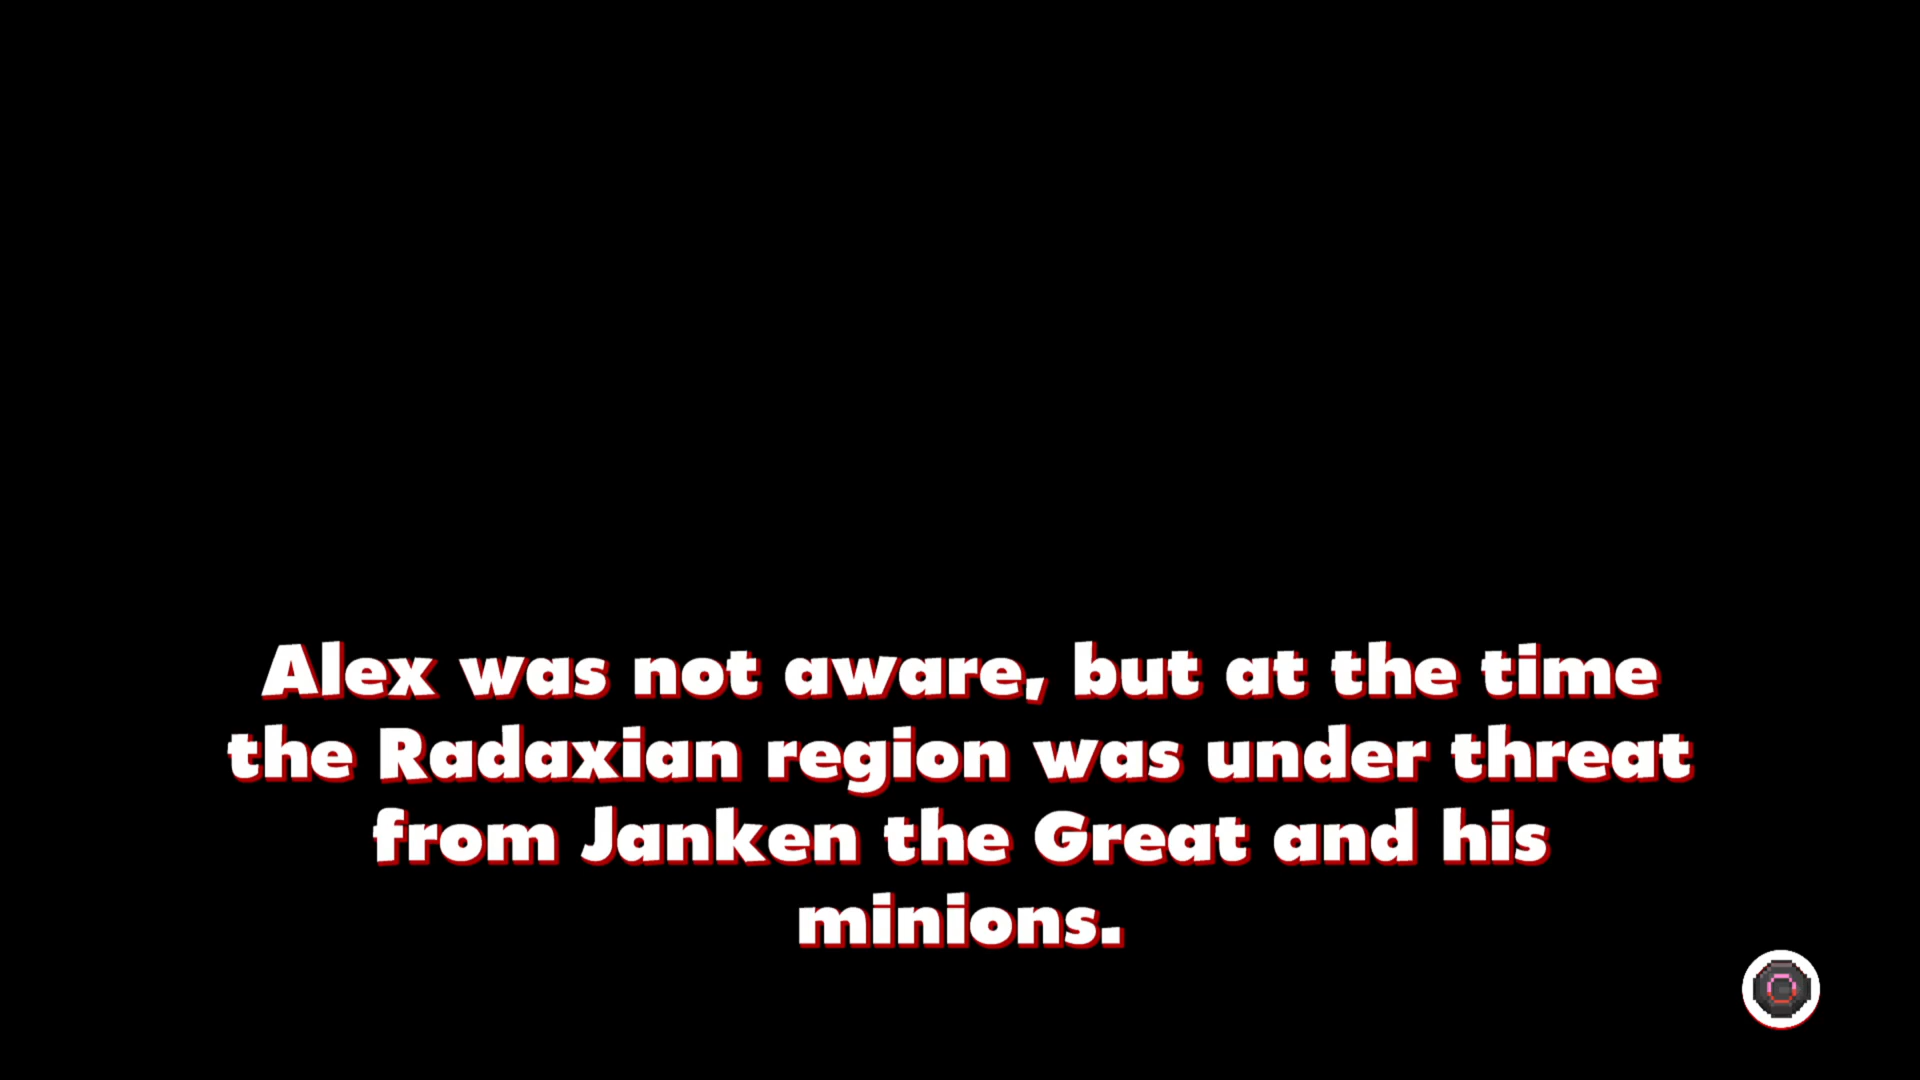 Alex was not aware, but at the time
the Radaxian region was under threat
from Janken the Great and his
minions.